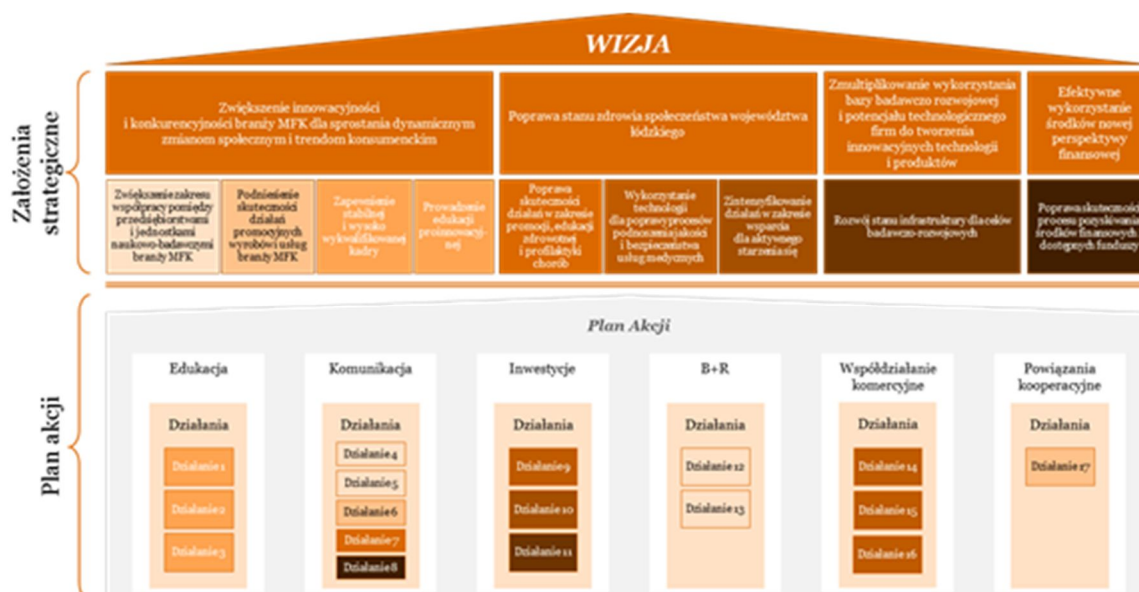 WIZJA
Założenia
strategiczne
Zwiększenie innowacyjności
i konkurencyjności branży MFK dla sprostania dynamicznym
zmianom społecznym i trendom konsumenckim
Poprawa stanu zdrowia społeczeństwa województwa
łódzkiego
Zmultiplikowanie wykorzystania
bazy badawczo rozwojowej
i potencjału technologicznego
firm do tworzenia
innowacyjnych technologii
i produktów
Efektywne
wykorzystanie
środków nowej
perspektywy
finansowej
Zwiększenie zakresu
współpracy pomiędzy
przedsiębiorstwami
i jednostkami
naukowo-badawczymi
branży MFK
Podniesienie
skuteczności
działań
promocyjnych
wyrobów i usług
branży MFK
Zapewnienie
stabilnej
i wysoko
wykwalifikowanej
kadry
Prowadzenie
edukacji
proinnowacyj-
nej
Poprawa
skuteczności
działań w zakresie
promocji, edukacji
zdrowotnej
i profilaktyki
chorób
Wykorzystanie
technologii
dla poprawy procesów
podnoszenia jakości
i bezpieczeństwa
usług medycznych
Zintensyfikowanie
działań w zakresie
wsparcia
dla aktywnego
starzenia się
Rozwój stanu infrastruktury dla celów
badawczo-rozwojowych
Poprawa skuteczności
procesu pozyskiwania
środków finansowych z
dostępnych funduszy
Plan akcji
Plan Akcji
Edukacja
Działania
Działanie 1
Działanie 2
Działanie 3
Komunikacja
Działania
Działanie 4
Działanie 5
Działanie 6
Działanie 7
Działanie 8
Inwestycje
Działania
Działanie 9
Działanie 10
Działanie 11
B+R
Działania
Działanie 12
Działanie 13
Współdziałanie
komercyjne
Działania
Działanie 14
Działanie 15
Działanie 16
Powiązania
kooperacyjne
Działania
Działanie 17